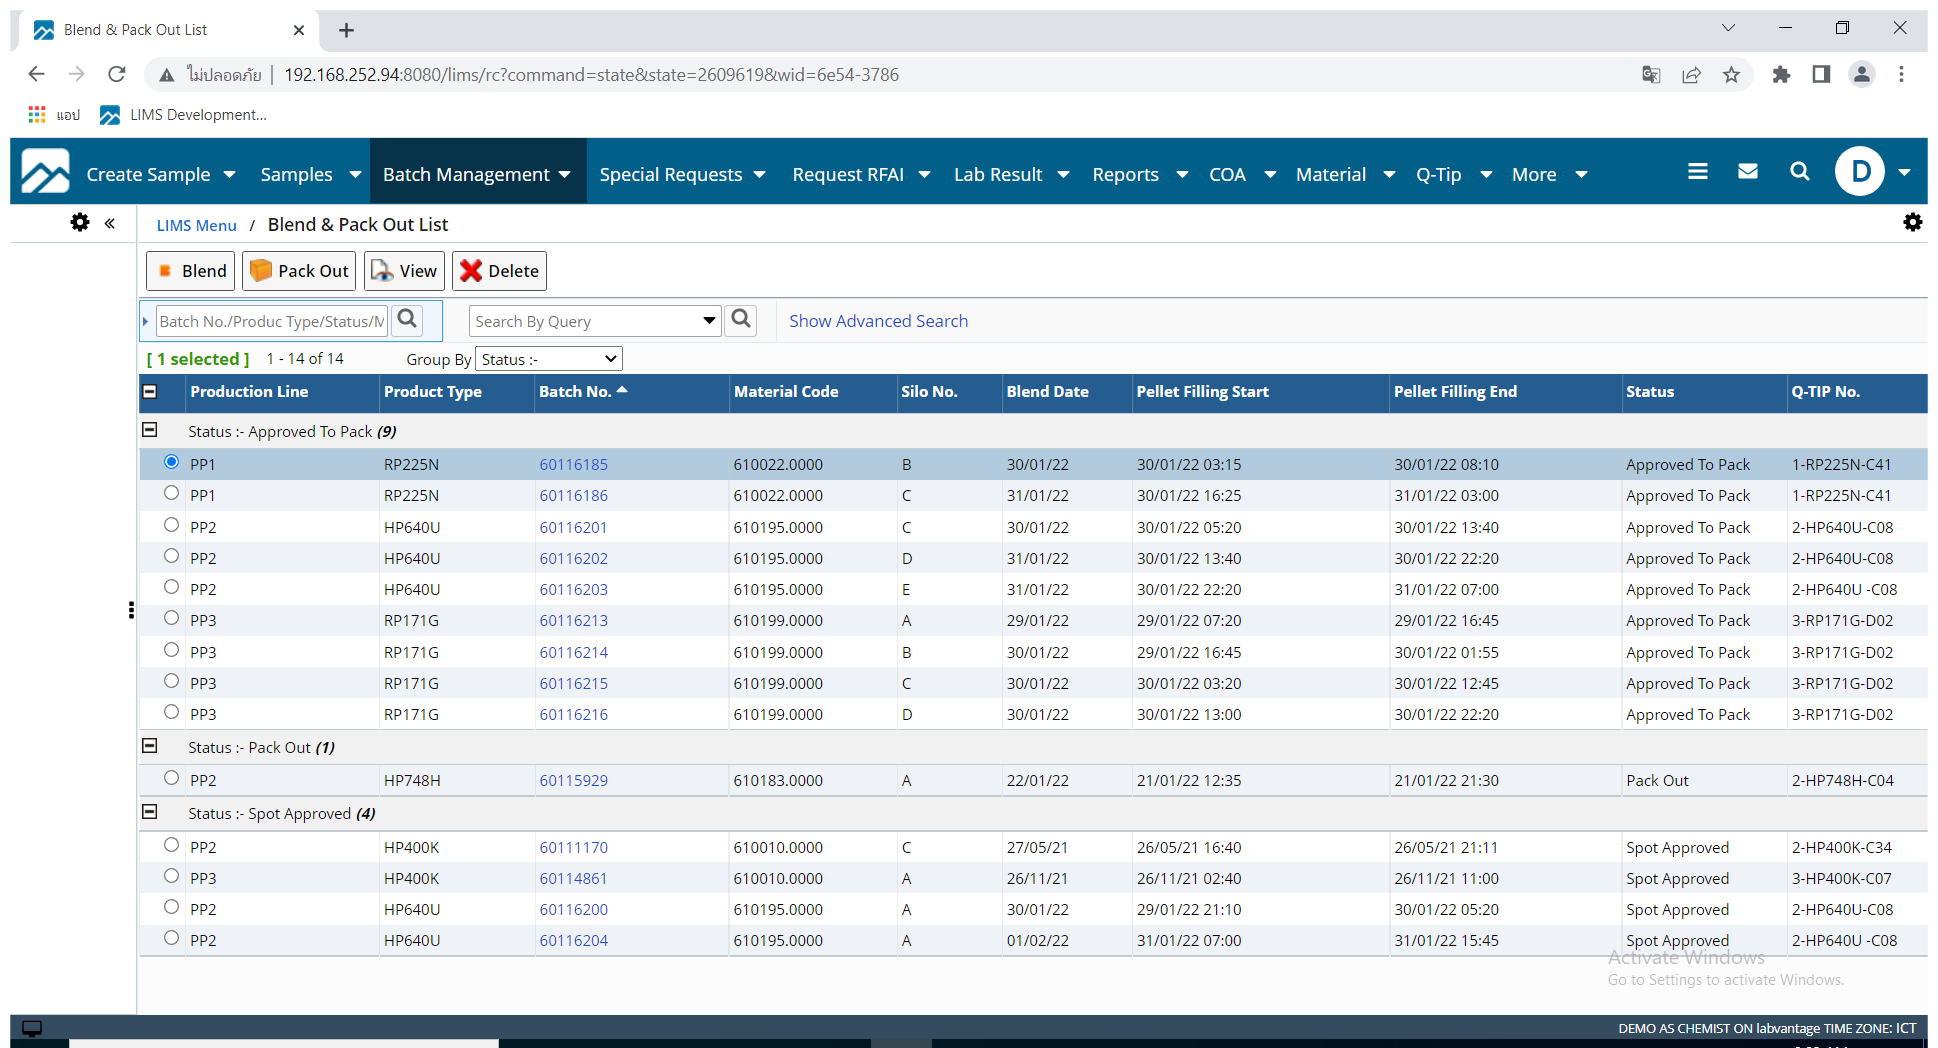 Blend & Pack Out List
ไม่ปลอดภัย 192.168.252.94:8080/lims/rc?command=state&state=2609619&wid=6e54-3786
แอป LIMS Development...
Create Sample Samples Batch Management Special Requests Request RFAI Lab Result Reports COA Material Q-Tip More D
LIMS Menu / Blend & Pack Out List
Blend Pack Out View Delete
Batch No./Produc Type/Status/M Search By Query Show Advanced Search
[ 1 selected ] 1 - 14 of 14 Group By Status :-
Production Line Product Type Batch No. Material Code Silo No. Blend Date Pellet Filling Start Pellet Filling End Status Q-TIP No.
Status :- Approved To Pack (9)
PP1 RP225N 60116185 610022.0000 B 30/01/22 30/01/22 03:15 30/01/22 08:10 Approved To Pack 1-RP225N-C41
PP1 RP225N 60116186 610022.0000 C 31/01/22 30/01/22 16:25 31/01/22 03:00 Approved To Pack 1-RP225N-C41
PP2 HP640U 60116201 610195.0000 C 30/01/22 30/01/22 05:20 30/01/22 13:40 Approved To Pack 2-HP640U-C08
PP2 HP640U 60116202 610195.0000 D 31/01/22 30/01/22 13:40 30/01/22 22:20 Approved To Pack 2-HP640U-C08
PP2 HP640U 60116203 610195.0000 E 31/01/22 30/01/22 22:20 31/01/22 07:00 Approved To Pack 2-HP640U -C08
PP3 RP171G 60116213 610199.0000 A 29/01/22 29/01/22 07:20 29/01/22 16:45 Approved To Pack 3-RP171G-D02
PP3 RP171G 60116214 610199.0000 B 30/01/22 29/01/22 16:45 30/01/22 01:55 Approved To Pack 3-RP171G-D02
PP3 RP171G 60116215 610199.0000 C 30/01/22 30/01/22 03:20 30/01/22 12:45 Approved To Pack 3-RP171G-D02
PP3 RP171G 60116216 610199.0000 D 30/01/22 30/01/22 13:00 30/01/22 22:20 Approved To Pack 3-RP171G-D02
Status :- Pack Out (1)
PP2 HP748H 60115929 610183.0000 A 22/01/22 21/01/22 12:35 21/01/22 21:30 Pack Out 2-HP748H-C04
Status :- Spot Approved (4)
PP2 HP400K 60111170 610010.0000 C 27/05/21 26/05/21 16:40 26/05/21 21:11 Spot Approved 2-HP400K-C34
PP3 HP400K 60114861 610010.0000 A 26/11/21 26/11/21 02:40 26/11/21 11:00 Spot Approved 3-HP400K-C07
PP2 HP640U 60116200 610195.0000 A 30/01/22 29/01/22 21:10 30/01/22 05:20 Spot Approved 2-HP640U-C08
PP2 HP640U 60116204 610195.0000 A 01/02/22 31/01/22 07:00 31/01/22 15:45 Spot Approved 2-HP640U -C08
Activate Windows
Go to Settings to activate Windows.
DEMO AS CHEMIST ON labvantage TIME ZONE: ICT